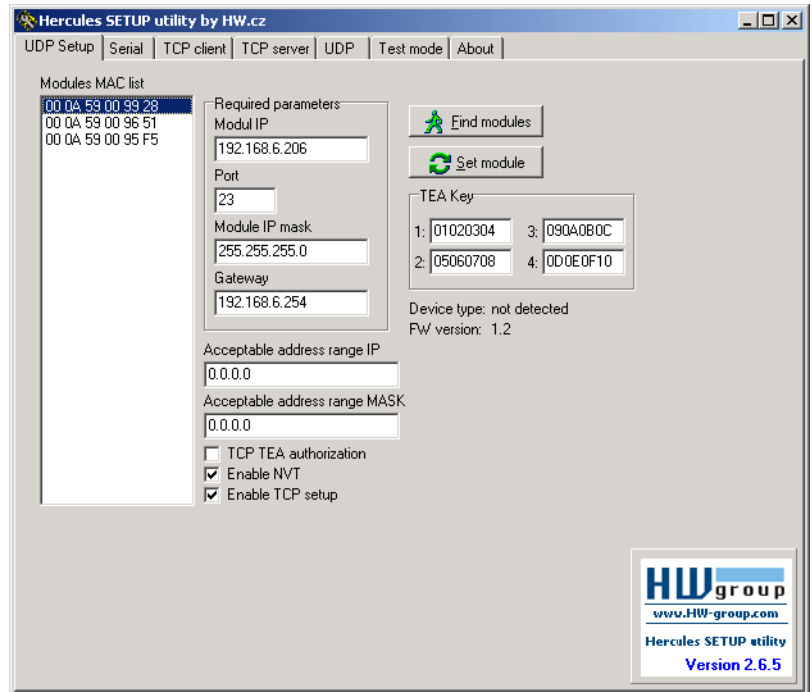 Hercules SETUP utility by HW.cz
UDP Setup Serial TCP client TCP server UDP Test mode About
Modules MAC list
00 0A 59 00 99 28
00 0A 59 00 96 51
00 0A 59 00 95 F5
Required parameters
Modul IP
192.168.6.206
Port
23
Module IP mask
255.255.255.0
Gateway
192.168.6.254
Acceptable address range IP
0.0.0.0
Acceptable address range MASK
0.0.0.0
TCP TEA authorization
Enable NVT
Enable TCP setup
Find modules
Set module
TEA Key
1: 01020304 3: 090A0B0C
2: 05060708 4: 0D0E0F10
Device type: not detected
FW version: 1.2
HWgroup
www.HW-group.com
Hercules SETUP utility
Version 2.6.5